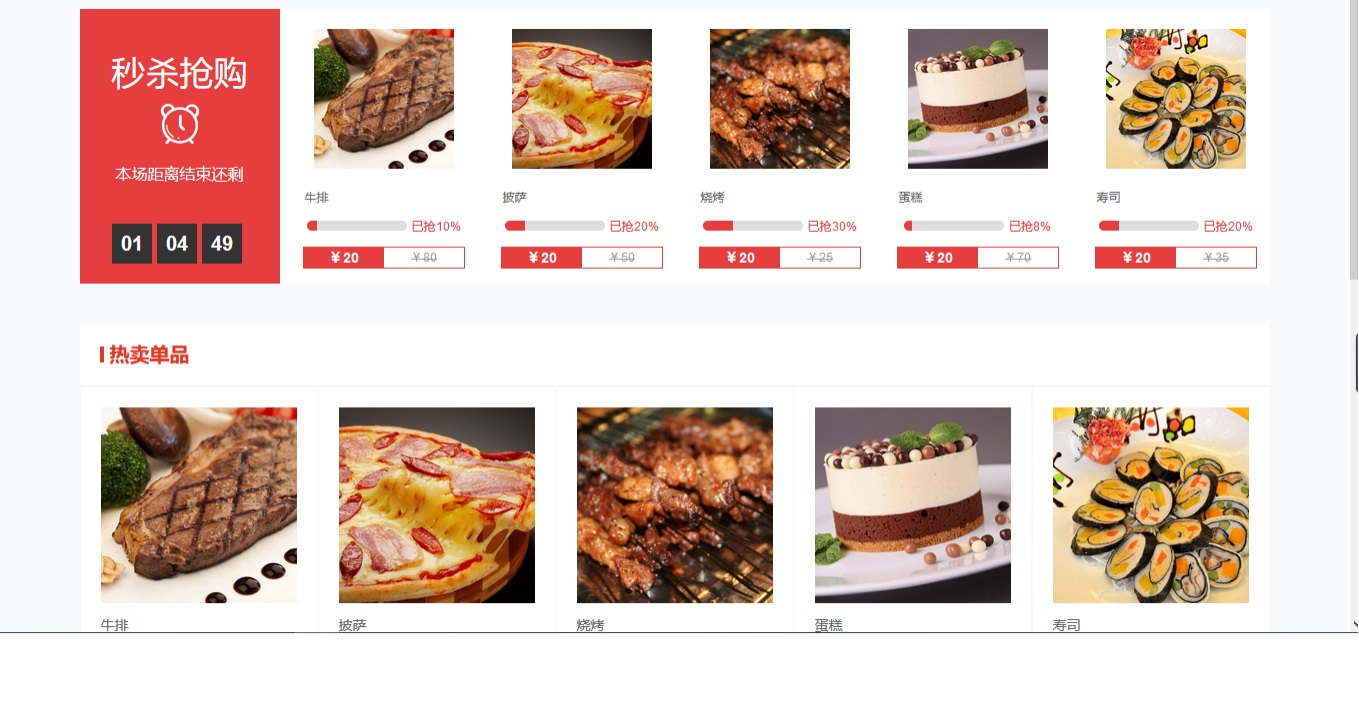 秒杀抢购
本场距离结束还剩
01 04 49
牛排 披萨 烧烤 蛋糕 寿司
已抢10% 已抢20% 已抢30% 已抢8% 已抢20%
¥20 ¥80 ¥20 ¥50 ¥20 ¥25 ¥20 ¥70 ¥20 ¥35
热卖单品
牛排 披萨 烧烤 蛋糕 寿司